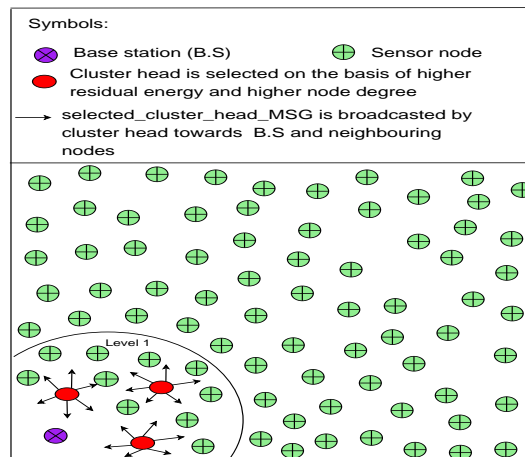 Symbols:
Base station (B.S)
Sensor node
Cluster head is selected on the basis of higher
residual energy and higher node degree
selected_cluster_head_MSG is broadcasted by
cluster head towards B.S and neighbouring
nodes
Level 1